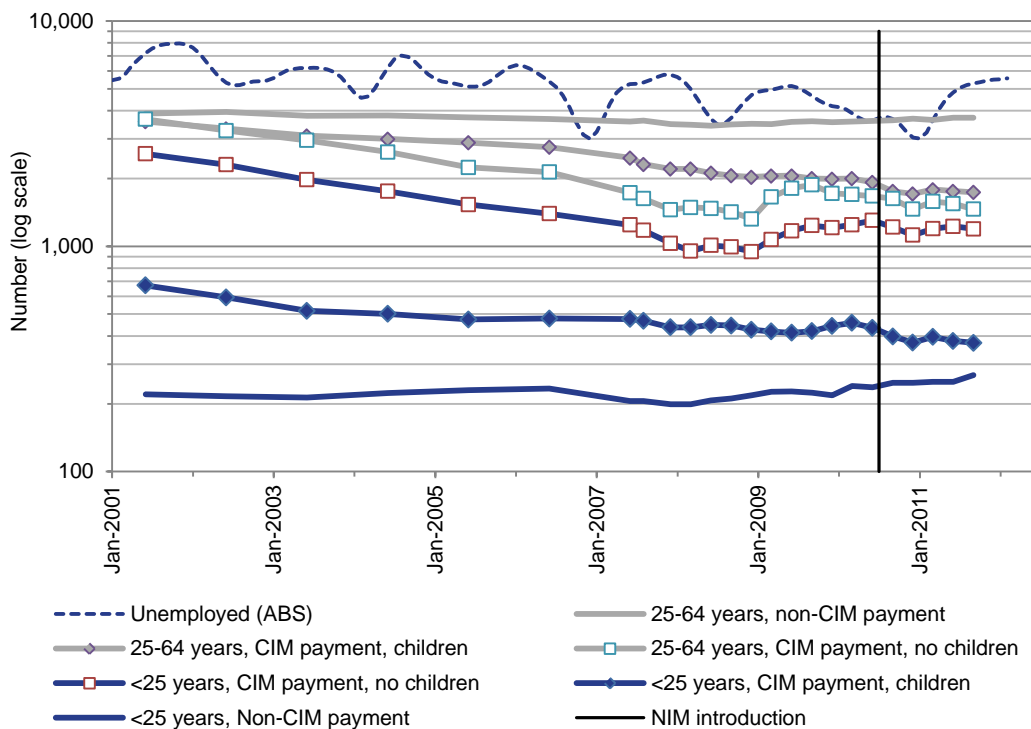 10,000
1,000
100
Number (log scale)
Jan-2001
Jan-2003
Jan-2005
Jan-2007
Jan-2009
Jan-2011
Unemployed (ABS)
25-64 years, non-CIM payment
25-64 years, CIM payment, children
25-64 years, CIM payment, no children
<25 years, CIM payment, no children
<25 years, CIM payment, children
<25 years, Non-CIM payment
NIM introduction